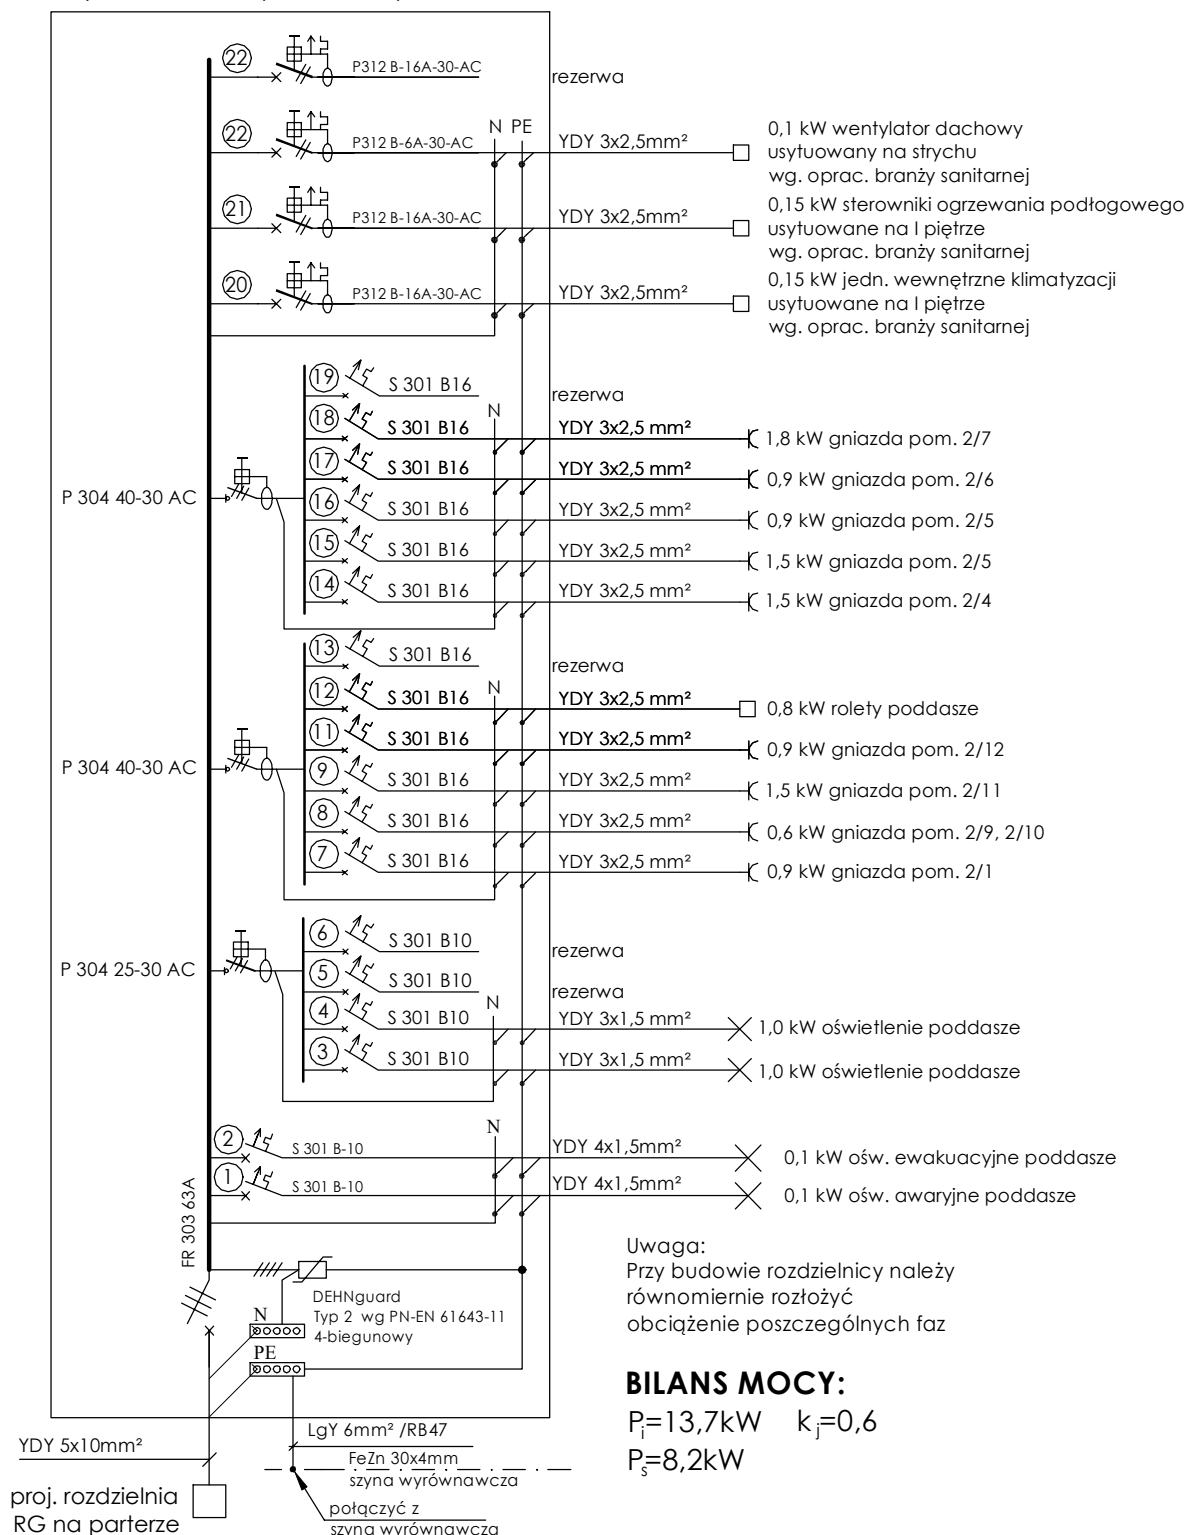 22
P312 B-16A-30-AC
rezerwa
22
P312 B-6A-30-AC
N PE
YDY 3x2,5mm²
0,1 kW wentylator dachowy
usytuowany na strychu
wg. oprac. branży sanitarnej
21
P312 B-16A-30-AC
YDY 3x2,5mm²
0,15 kW sterowniki ogrzewania podłogowego
usytuowane na I piętrze
wg. oprac. branży sanitarnej
20
P312 B-16A-30-AC
YDY 3x2,5mm²
0,15 kW jedn. wewnętrzne klimatyzacji
usytuowane na I piętrze
wg. oprac. branży sanitarnej
P 304 40-30 AC
19
S 301 B16
rezerwa
N
18
S 301 B16
YDY 3x2,5 mm²
1,8 kW gniazda pom. 2/7
17
S 301 B16
YDY 3x2,5 mm²
0,9 kW gniazda pom. 2/6
16
S 301 B16
YDY 3x2,5 mm²
0,9 kW gniazda pom. 2/5
15
S 301 B16
YDY 3x2,5 mm²
1,5 kW gniazda pom. 2/5
14
S 301 B16
YDY 3x2,5 mm²
1,5 kW gniazda pom. 2/4
P 304 40-30 AC
13
S 301 B16
rezerwa
N
12
S 301 B16
YDY 3x2,5 mm²
0,8 kW rolety poddasze
11
S 301 B16
YDY 3x2,5 mm²
0,9 kW gniazda pom. 2/12
9
S 301 B16
YDY 3x2,5 mm²
1,5 kW gniazda pom. 2/11
8
S 301 B16
YDY 3x2,5 mm²
0,6 kW gniazda pom. 2/9, 2/10
7
S 301 B16
YDY 3x2,5 mm²
0,9 kW gniazda pom. 2/1
P 304 25-30 AC
6
S 301 B10
rezerwa
5
S 301 B10
rezerwa
N
4
S 301 B10
YDY 3x1,5 mm²
1,0 kW oświetlenie poddasze
3
S 301 B10
YDY 3x1,5 mm²
1,0 kW oświetlenie poddasze
N
2
S 301 B-10
YDY 4x1,5mm²
0,1 kW ośw. ewakuacyjne poddasze
1
S 301 B-10
YDY 4x1,5mm²
0,1 kW ośw. awaryjne poddasze
FR 303 63A
DEHNguard
Typ 2 wg PN-EN 61643-11
4-biegunowy
N
PE
Uwaga:
Przy budowie rozdzielnicy należy
równomiernie rozłożyć
obciążenie poszczególnych faz
BILANS MOCY:
Pi=13,7kW kj=0,6
Ps=8,2kW
YDY 5x10mm²
LgY 6mm² /RB47
FeZn 30x4mm
szyna wyrównawcza
połączyć z
szyną wyrównawczą
proj. rozdzielnia
RG na parterze